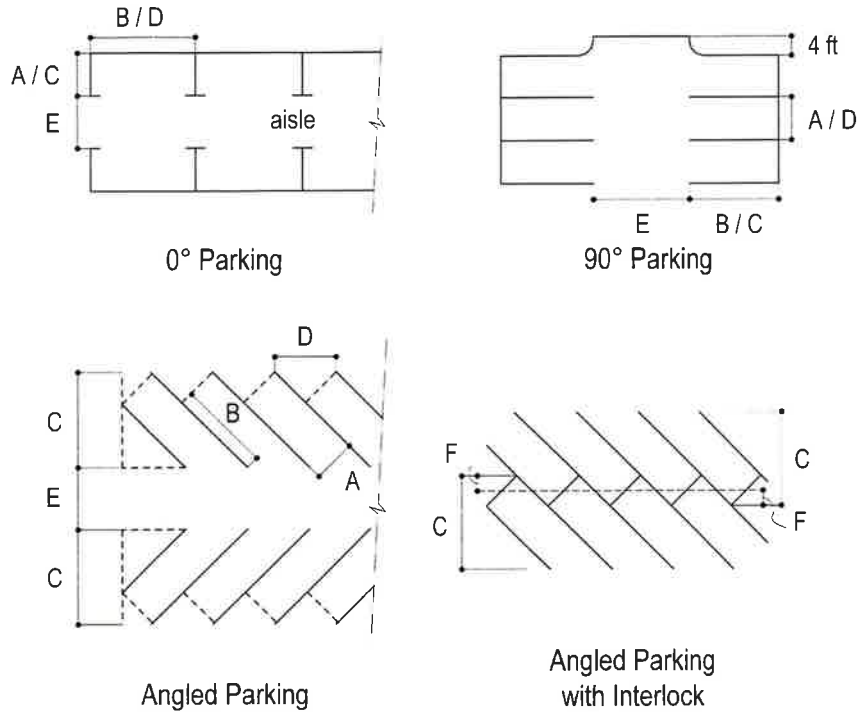 B / D
A / C
E
aisle
0° Parking
4 ft
A / D
E
B / C
90° Parking
D
C
B
A
E
C
Angled Parking
F
C
C
F
Angled Parking
with Interlock